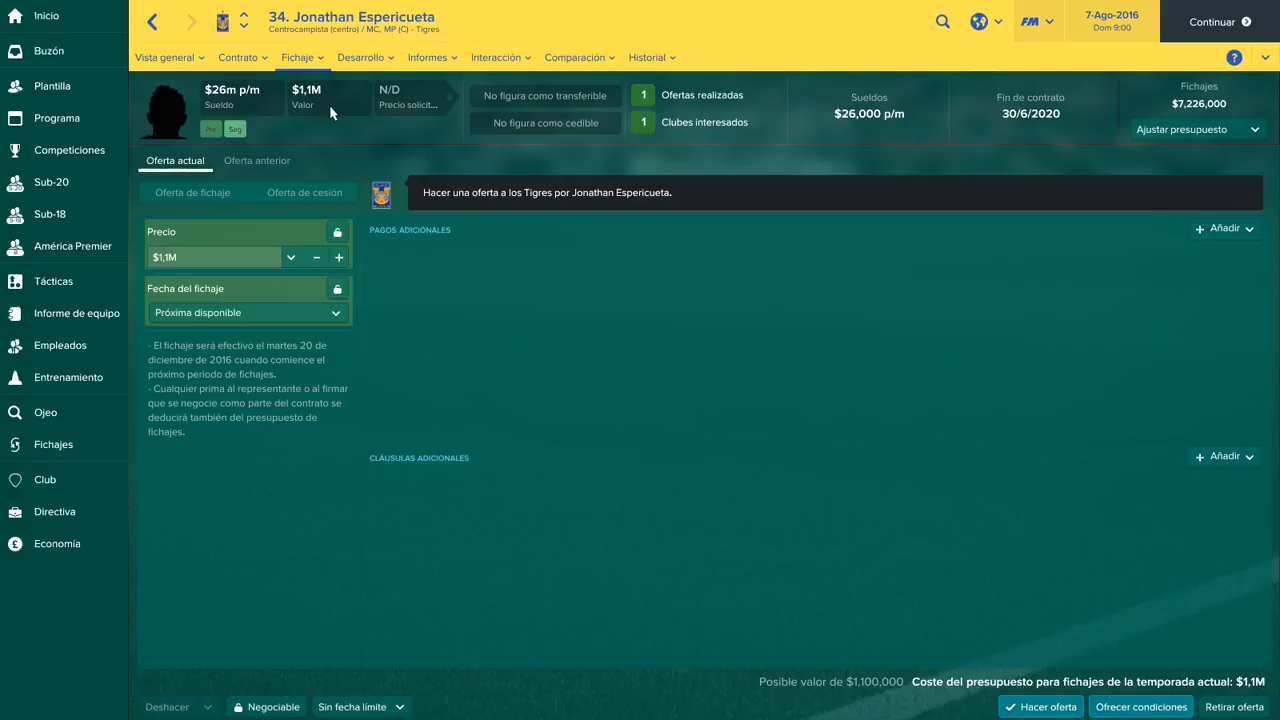 Inicio
Buzón
Plantilla
Programa
Competiciones
Sub-20
Sub-18
América Premier
Tácticas
Informe de equipo
Empleados
Entrenamiento
Ojeo
Fichajes
Club
Directiva
Economía
34. Jonathan Espericueta
Centrocampista (centro) / MC, MP (C) - Tigres
FM
7-Ago-2016
Dom 9:00
Continuar
Vista general
Contrato
Fichaje
Desarrollo
Informes
Interacción
Comparación
Historial
?
$26m p/m
Sueldo
$1,1M
Valor
N/D
Precio solicit...
Pre
Seg
No figura como transferible
No figura como cedible
1 Ofertas realizadas
1 Clubes interesados
Sueldos
$26,000 p/m
Fin de contrato
30/6/2020
Fichajes
$7,226,000
Ajustar presupuesto
Oferta actual
Oferta anterior
Oferta de fichaje
Oferta de cesión
Hacer una oferta a los Tigres por Jonathan Espericueta.
Precio
$1,1M
Fecha del fichaje
Próxima disponible
- El fichaje será efectivo el martes 20 de
diciembre de 2016 cuando comience el
próximo periodo de fichajes.
- Cualquier prima al representante o al firmar
que se negocie como parte del contrato se
deducirá también del presupuesto de
fichajes.
PAGOS ADICIONALES
+ Añadir
CLÁUSULAS ADICIONALES
+ Añadir
Posible valor de $1,100,000 Coste del presupuesto para fichajes de la temporada actual: $1,1M
Deshacer
Negociable
Sin fecha límite
Hacer oferta
Ofrecer condiciones
Retirar oferta